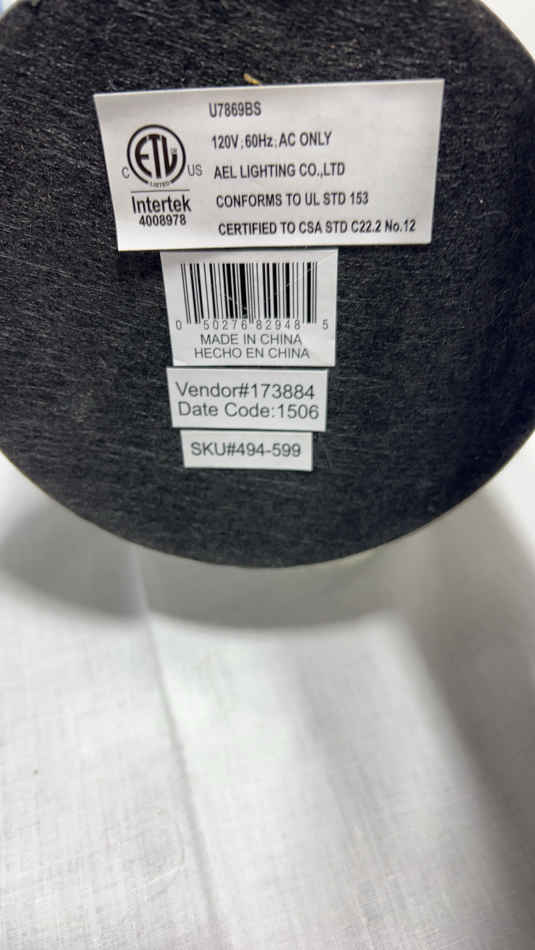 U7869BS
120V; 60Hz; AC ONLY
AEL LIGHTING CO.,LTD
CONFORMS TO UL STD 153
CERTIFIED TO CSA STD C22.2 No.12
C ETL US
LISTED
Intertek
4008978
0 50276 82948 5
MADE IN CHINA
HECHO EN CHINA
Vendor#173884
Date Code:1506
SKU#494-599